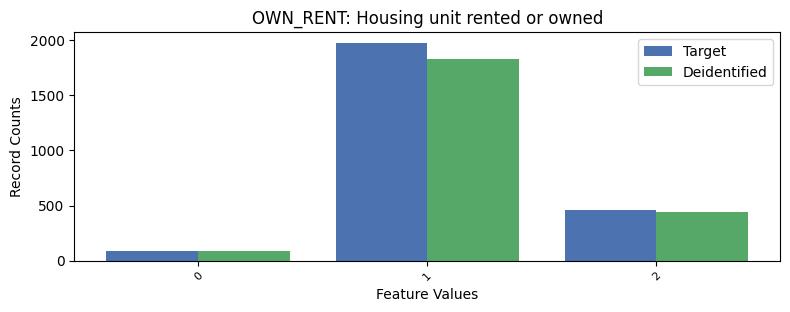 OWN_RENT: Housing unit rented or owned
Target
Deidentified
Record Counts
2000
1500
1000
500
0
0
1
2
Feature Values